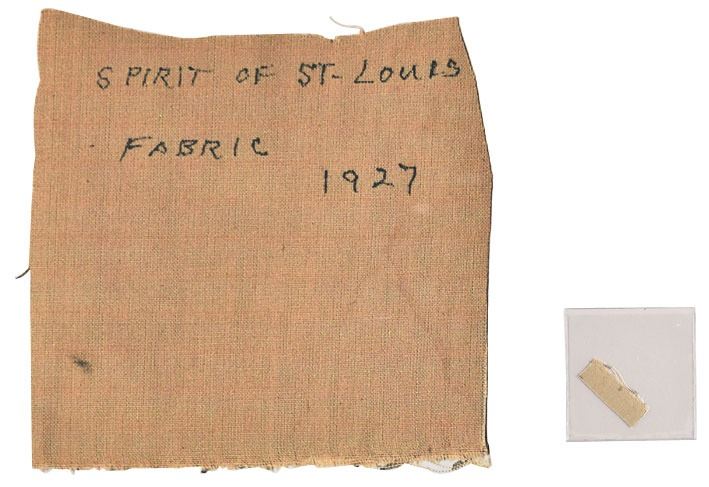 SPIRIT OF ST- LOUIS
FABRIC
1927